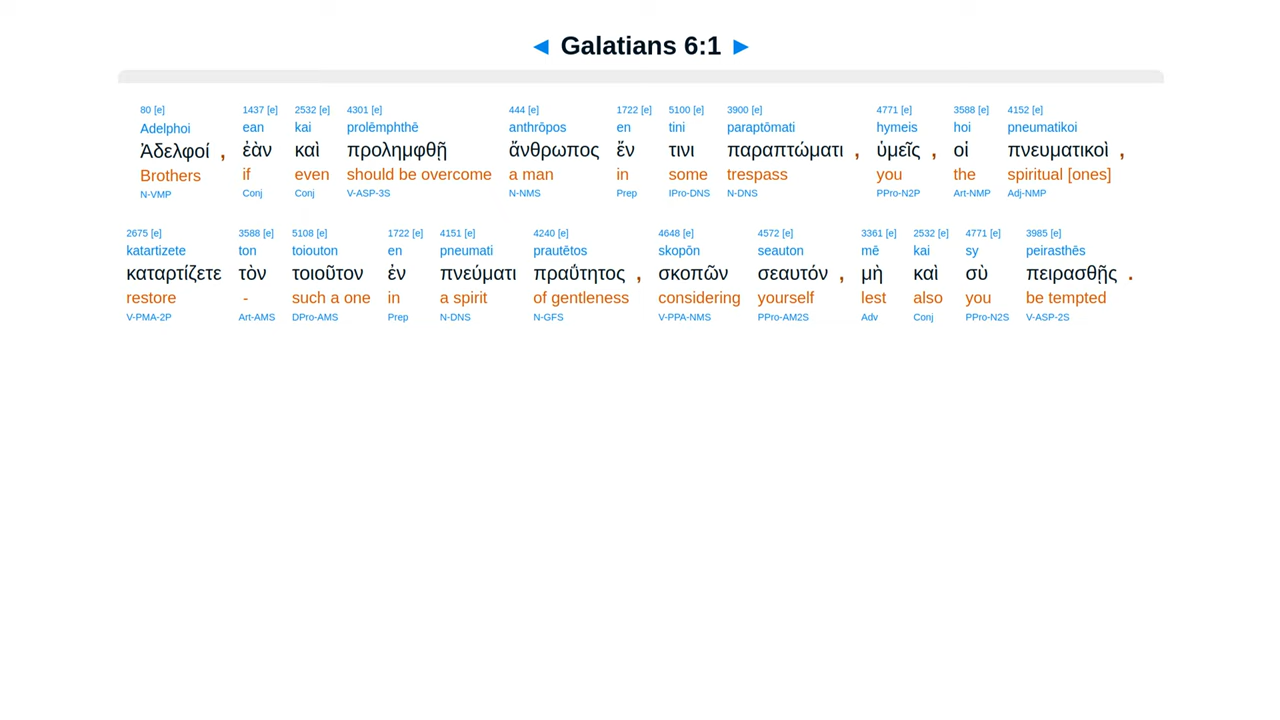 ◄ Galatians 6:1 ►
80 [e] 1437 [e] 2532 [e] 4301 [e] 444 [e] 1722 [e] 5100 [e] 3900 [e] 4771 [e] 3588 [e] 4152 [e]
Adelphoi ean kai prolēmphthē anthrōpos en tini paraptōmati hymeis hoi pneumatikoi
Ἀδελφοί , ἐὰν καὶ προλημφθῇ ἄνθρωπος ἔν τινι παραπτώματι , ὑμεῖς , οἱ πνευματικοὶ ,
Brothers if even should be overcome a man in some trespass you the spiritual [ones]
N-VMP Conj Conj V-ASP-3S N-NMS Prep IPro-DNS N-DNS PPro-N2P Art-NMP Adj-NMP
2675 [e] 3588 [e] 5108 [e] 1722 [e] 4151 [e] 4240 [e] 4648 [e] 4572 [e] 3361 [e] 2532 [e] 4771 [e] 3985 [e]
katartizete ton toiouton en pneumati prautētos skopōn seauton mē kai sy peirasthēs
καταρτίζετε τὸν τοιοῦτον ἐν πνεύματι πραΰτητος , σκοπῶν σεαυτόν , μὴ καὶ σὺ πειρασθῇς .
restore - such a one in a spirit of gentleness considering yourself lest also you be tempted
V-PMA-2P Art-AMS DPro-AMS Prep N-DNS N-GFS V-PPA-NMS PPro-AM2S Adv Conj PPro-N2S V-ASP-2S